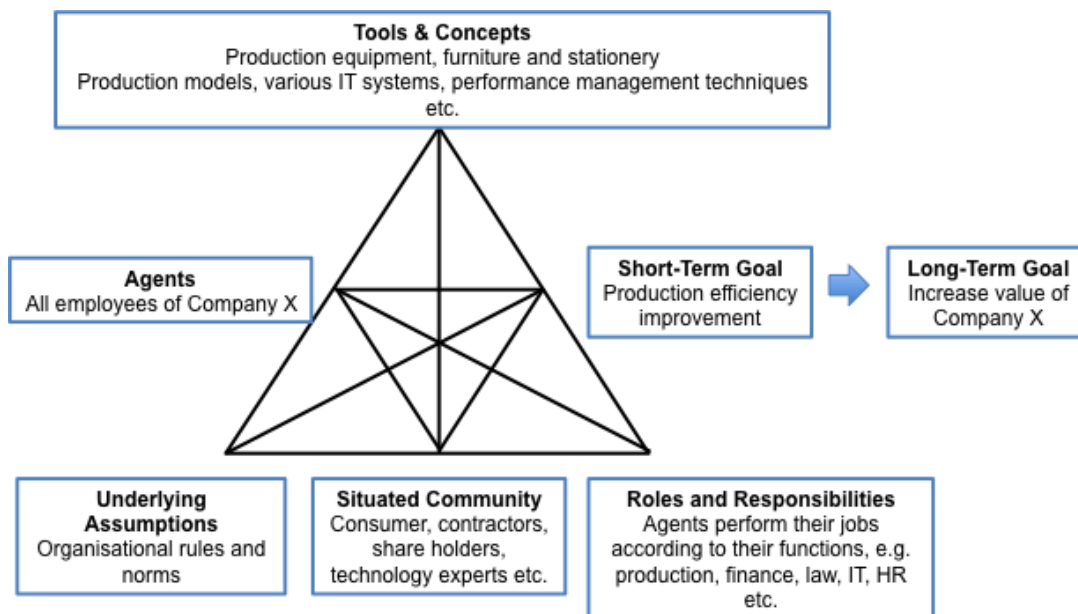 Tools & Concepts
Production equipment, furniture and stationery
Production models, various IT systems, performance management techniques
etc.
Agents
All employees of Company X
Short-Term Goal
Production efficiency
improvement
Long-Term Goal
Increase value of
Company X
Underlying
Assumptions
Organisational rules and
norms
Situated Community
Consumer, contractors,
share holders,
technology experts etc.
Roles and Responsibilities
Agents perform their jobs
according to their functions, e.g.
production, finance, law, IT, HR
etc.